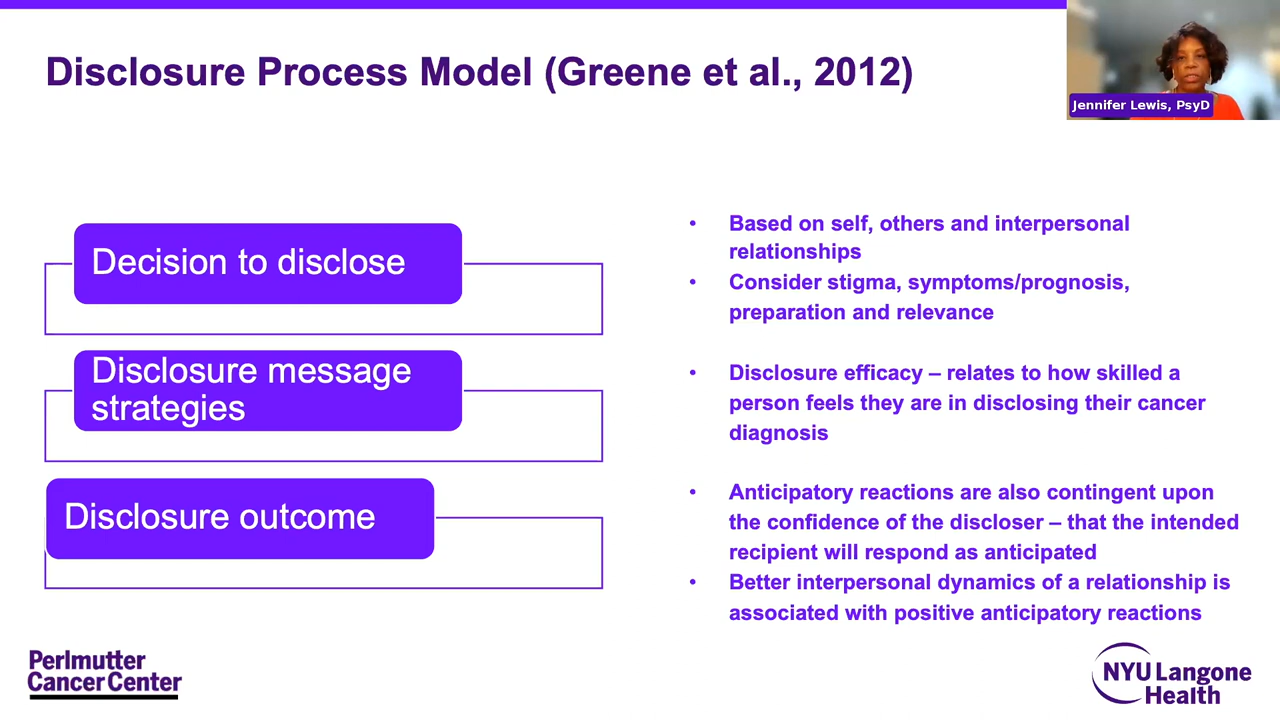 Disclosure Process Model (Greene et al., 2012)
Jennifer Lewis, PsyD
Decision to disclose
• Based on self, others and interpersonal
relationships
• Consider stigma, symptoms/prognosis,
preparation and relevance
Disclosure message
strategies
• Disclosure efficacy – relates to how skilled a
person feels they are in disclosing their cancer
diagnosis
Disclosure outcome
• Anticipatory reactions are also contingent upon
the confidence of the discloser – that the intended
recipient will respond as anticipated
• Better interpersonal dynamics of a relationship is
associated with positive anticipatory reactions
Perlmutter
Cancer Center
NYU Langone
Health